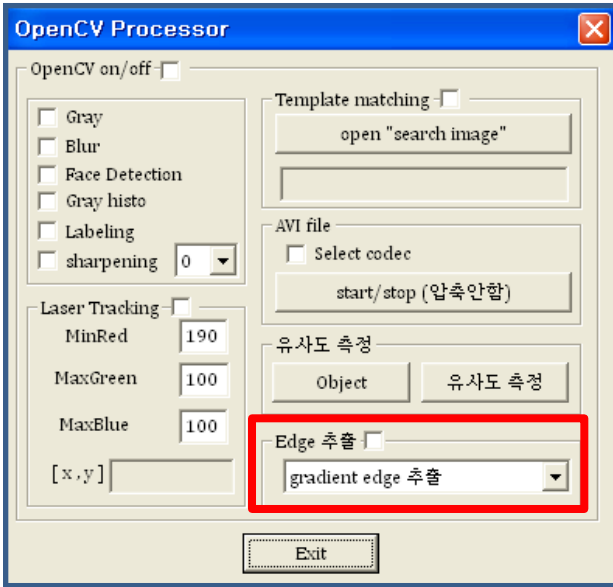 OpenCV Processor
OpenCV on/off
Gray
Blur
Face Detection
Gray histo
Labeling
sharpening 0
Laser Tracking
MinRed 190
MaxGreen 100
MaxBlue 100
[x,y]
Template matching
open "search image"
AVI file
Select codec
start/stop (압축안함)
유사도 측정
Object 유사도 측정
Edge 추출
gradient edge 추출
Exit